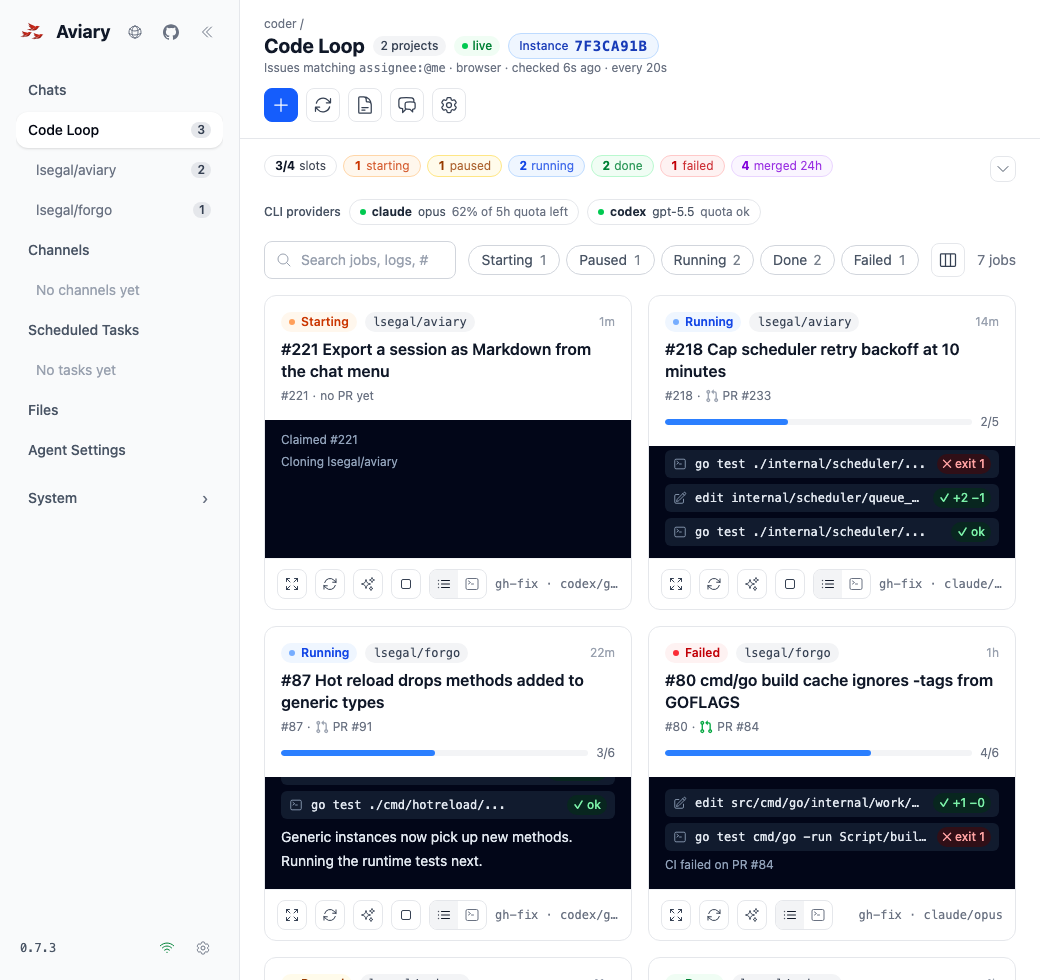 Aviary
Chats
Code Loop 3
lsegal/aviary 2
lsegal/forgo 1
Channels
No channels yet
Scheduled Tasks
No tasks yet
Files
Agent Settings
System
0.7.3
coder /
Code Loop 2 projects live Instance 7F3CA91B
Issues matching assignee:@me · browser · checked 6s ago · every 20s
3/4 slots 1 starting 1 paused 2 running 2 done 1 failed 4 merged 24h
CLI providers claude opus 62% of 5h quota left codex gpt-5.5 quota ok
Search jobs, logs, # Starting 1 Paused 1 Running 2 Done 2 Failed 1 7 jobs
Starting lsegal/aviary 1m
#221 Export a session as Markdown from
the chat menu
#221 · no PR yet
Claimed #221
Cloning lsegal/aviary
gh-fix · codex/g…
Running lsegal/aviary 14m
#218 Cap scheduler retry backoff at 10
minutes
#218 · PR #233
2/5
go test ./internal/scheduler/... exit 1
edit internal/scheduler/queue_… +2 −1
go test ./internal/scheduler/... ok
gh-fix · claude/…
Running lsegal/forgo 22m
#87 Hot reload drops methods added to
generic types
#87 · PR #91
3/6
go test ./cmd/hotreload/... ok
Generic instances now pick up new methods.
Running the runtime tests next.
gh-fix · codex/g…
Failed lsegal/forgo 1h
#80 cmd/go build cache ignores -tags from
GOFLAGS
#80 · PR #84
4/6
edit src/cmd/go/internal/work/… +1 −0
go test cmd/go -run Script/buil… exit 1
CI failed on PR #84
gh-fix · claude/opus